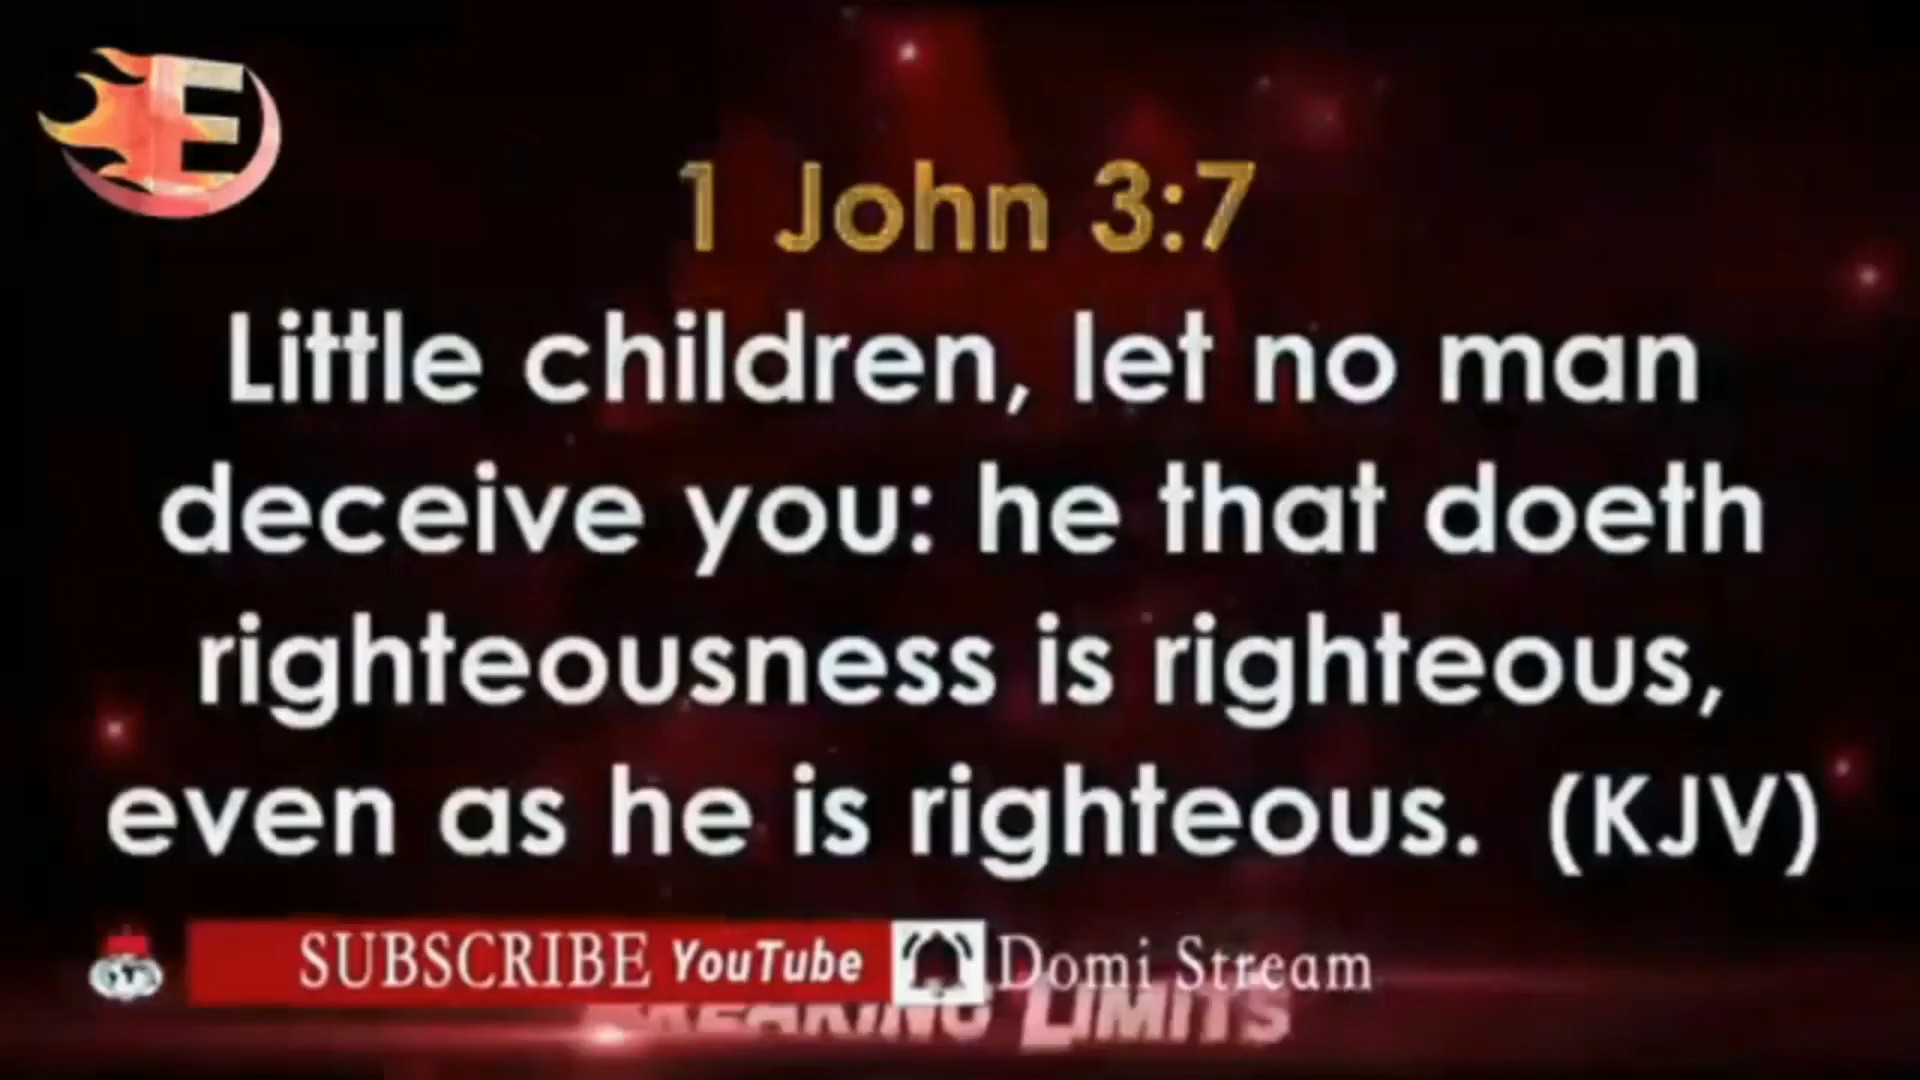 E
1 John 3:7
Little children, let no man
deceive you: he that doeth
righteousness is righteous,
even as he is righteous. (KJV)
SUBSCRIBE YouTube Domi Stream
LIMITS